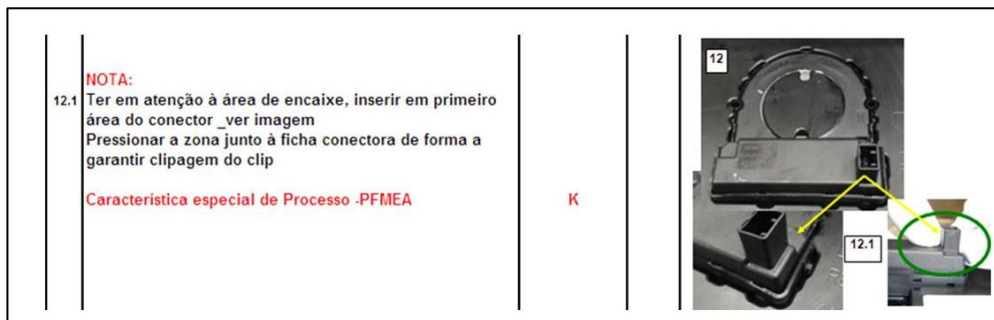 NOTA:
12.1 Ter em atenção à área de encaixe, inserir em primeiro
área do conector _ver imagem
Pressionar a zona junto à ficha conectora de forma a
garantir clipagem do clip
Característica especial de Processo -PFMEA K
12
12.1